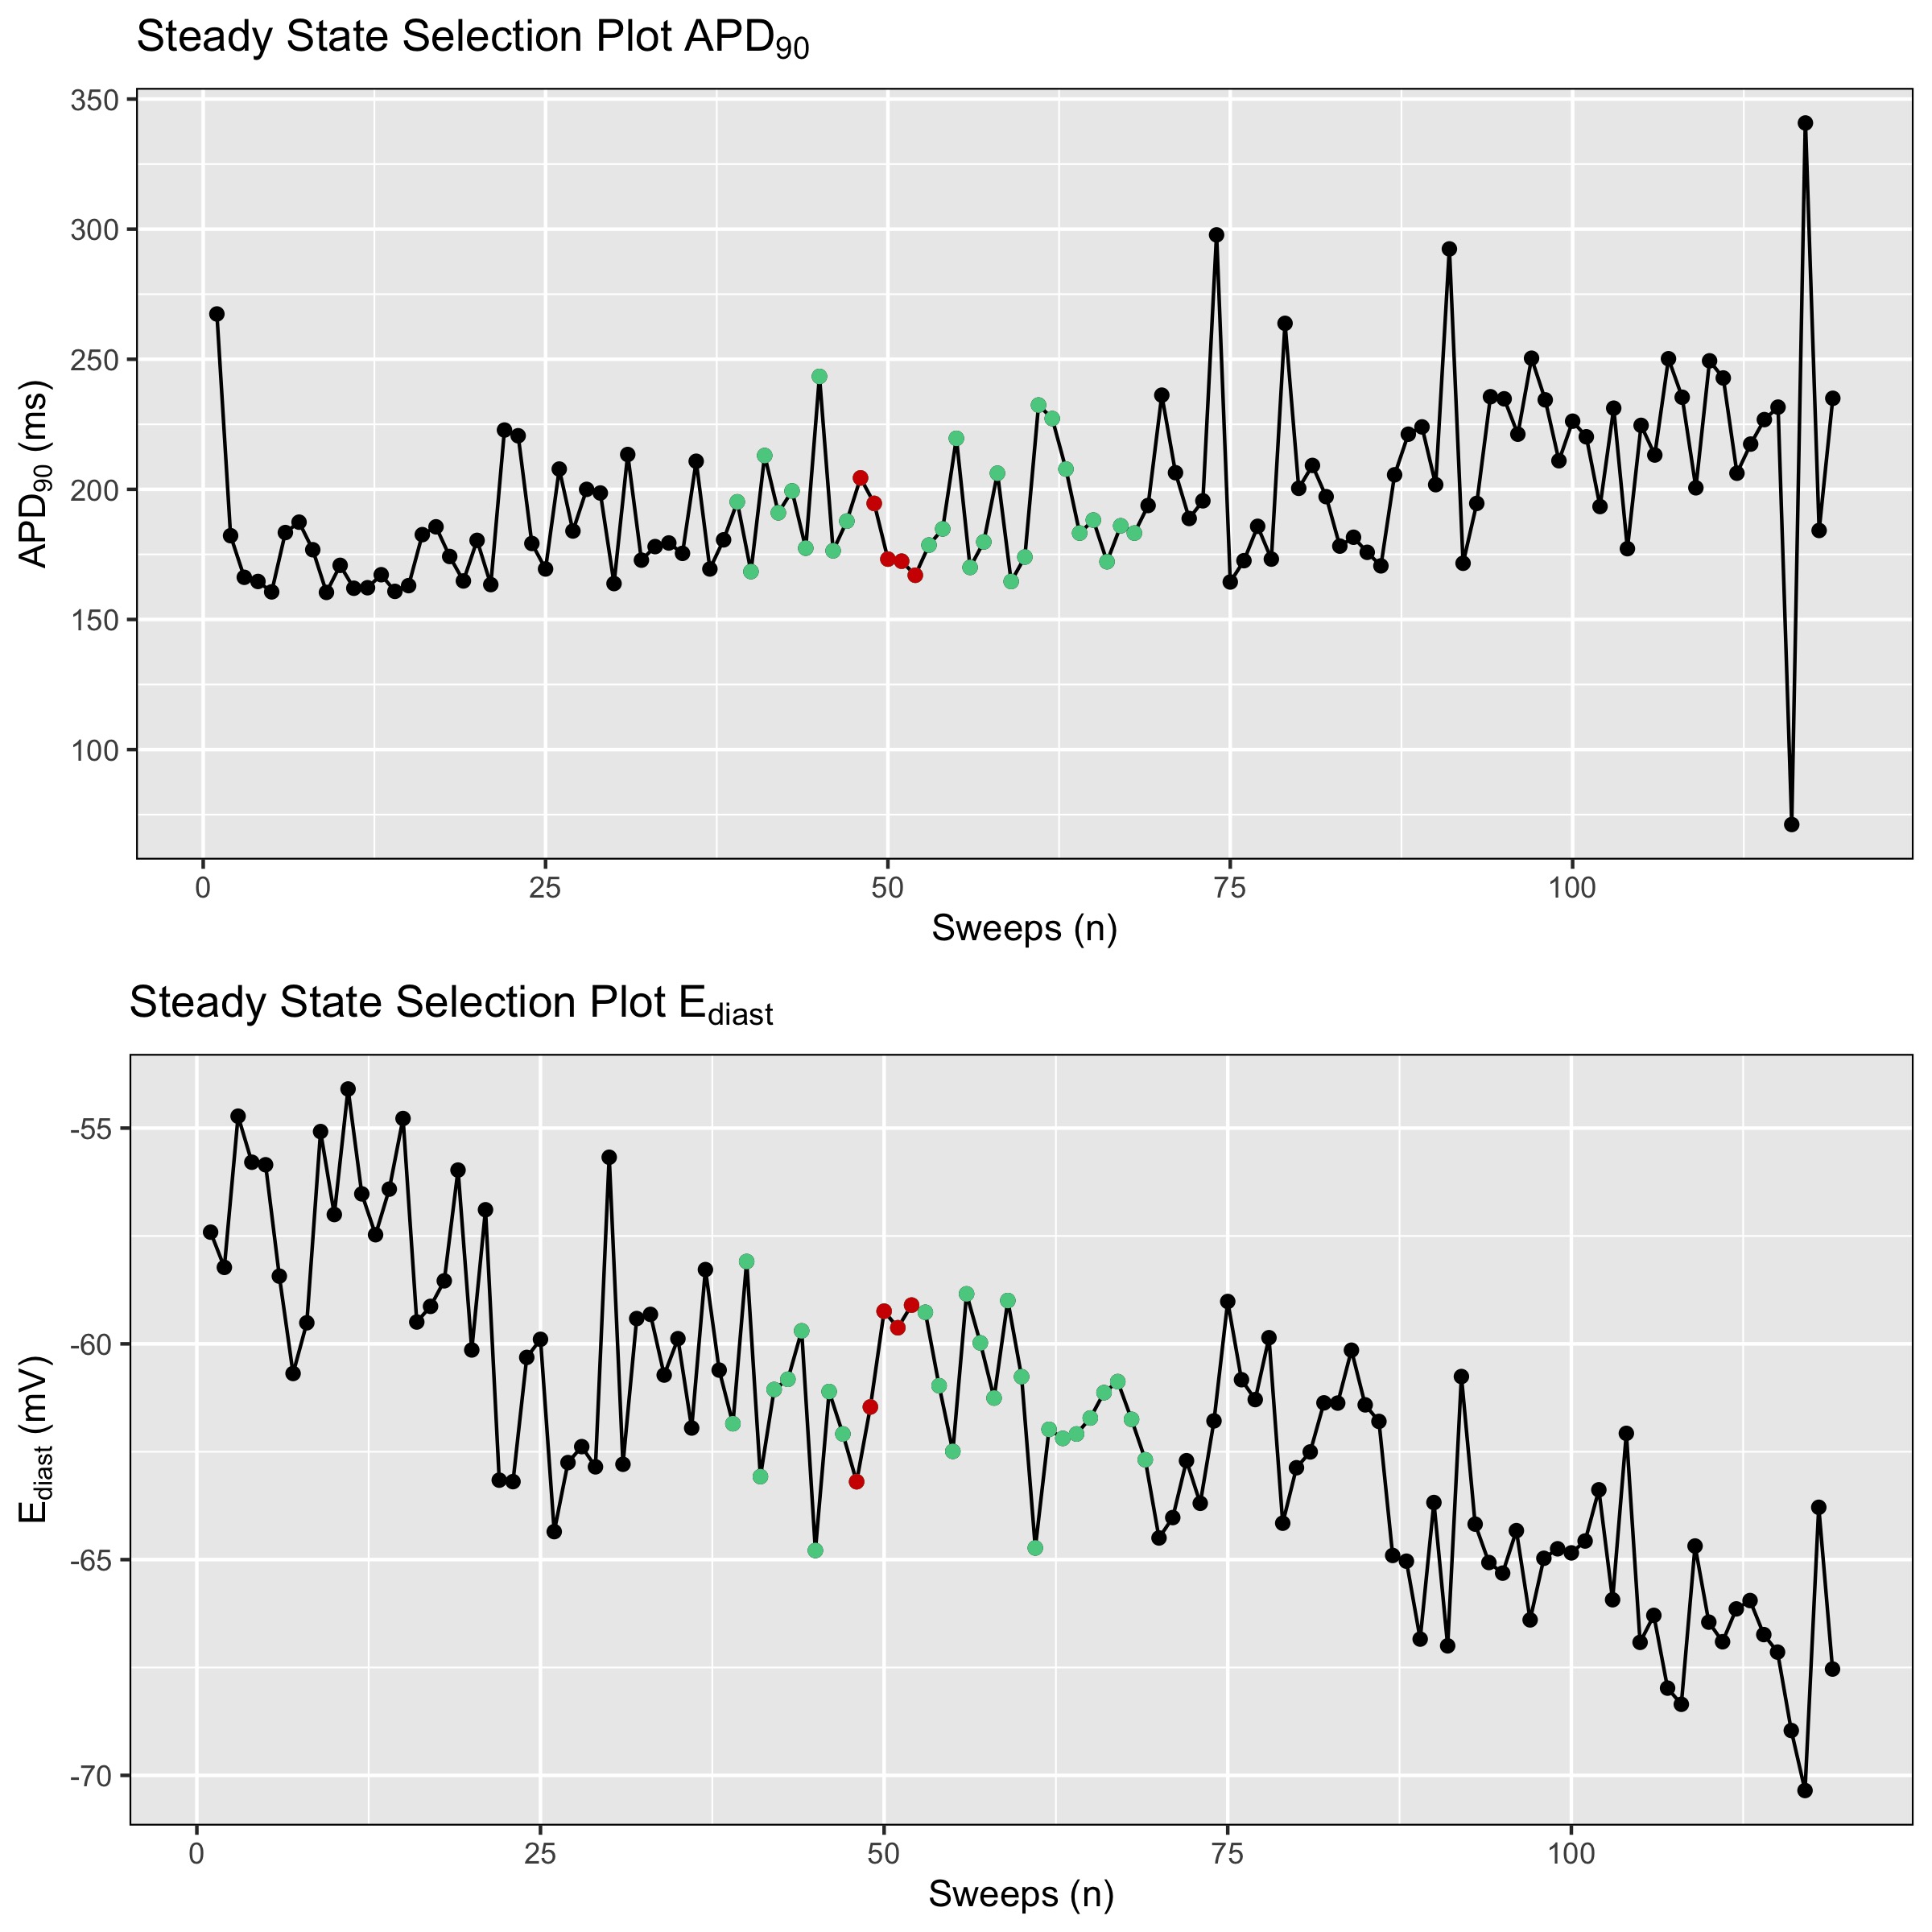 Steady State Selection Plot APD90
350
300
250
200
150
100
APD90 (ms)
0 25 50 75 100
Sweeps (n)
Steady State Selection Plot Ediast
-55
-60
-65
-70
Ediast (mV)
0 25 50 75 100
Sweeps (n)